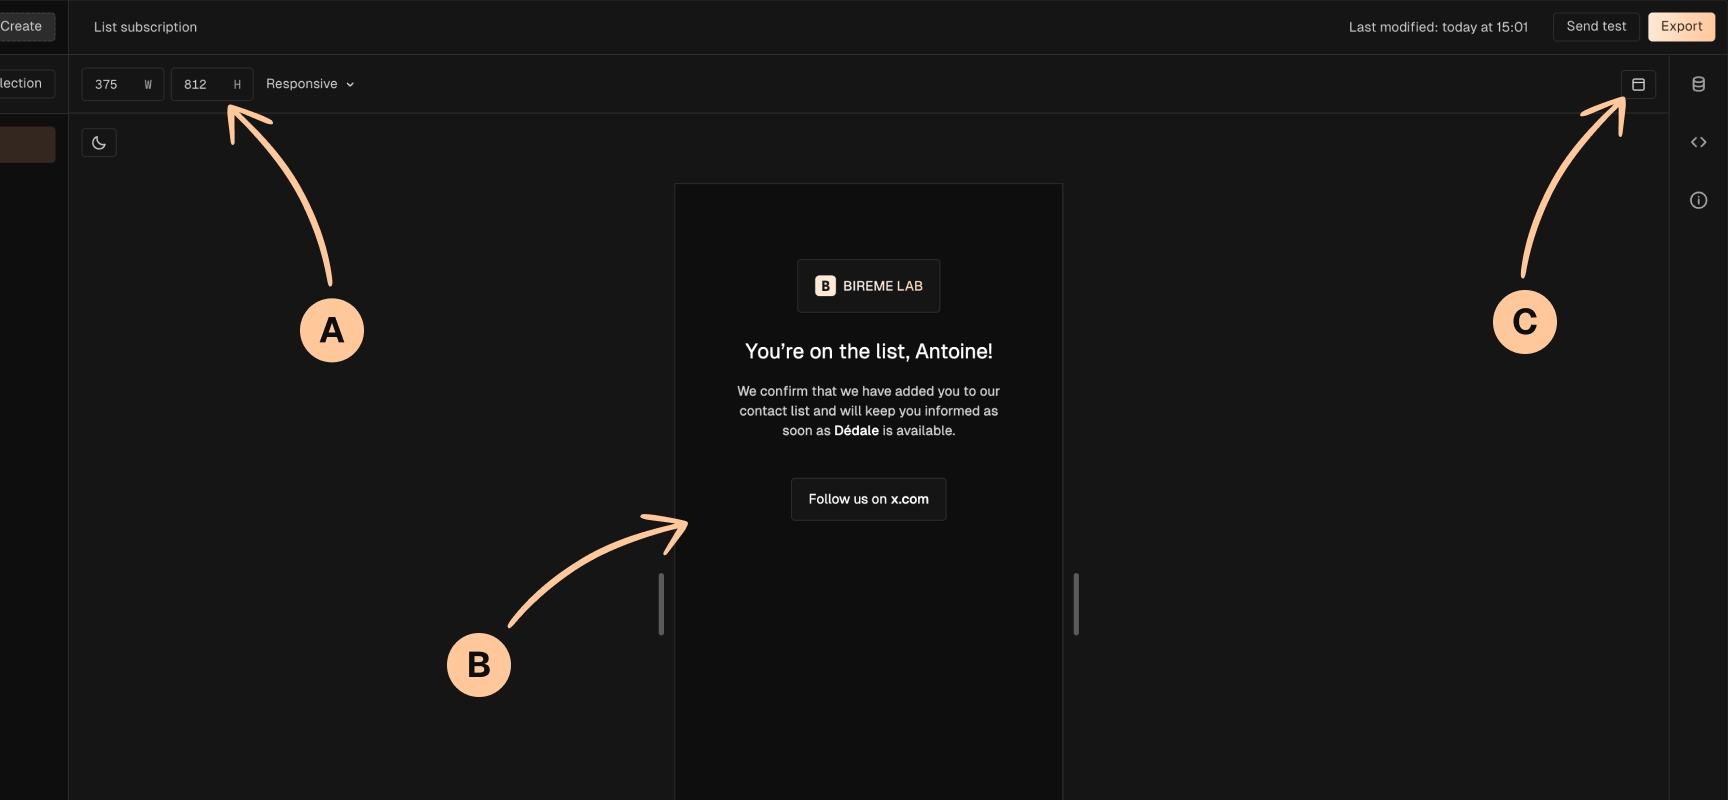 Create
List subscription
Last modified: today at 15:01
Send test
Export
lection
375 W
812 H
Responsive
A
C
B BIREME LAB
You’re on the list, Antoine!
We confirm that we have added you to our
contact list and will keep you informed as
soon as Dédale is available.
Follow us on x.com
B